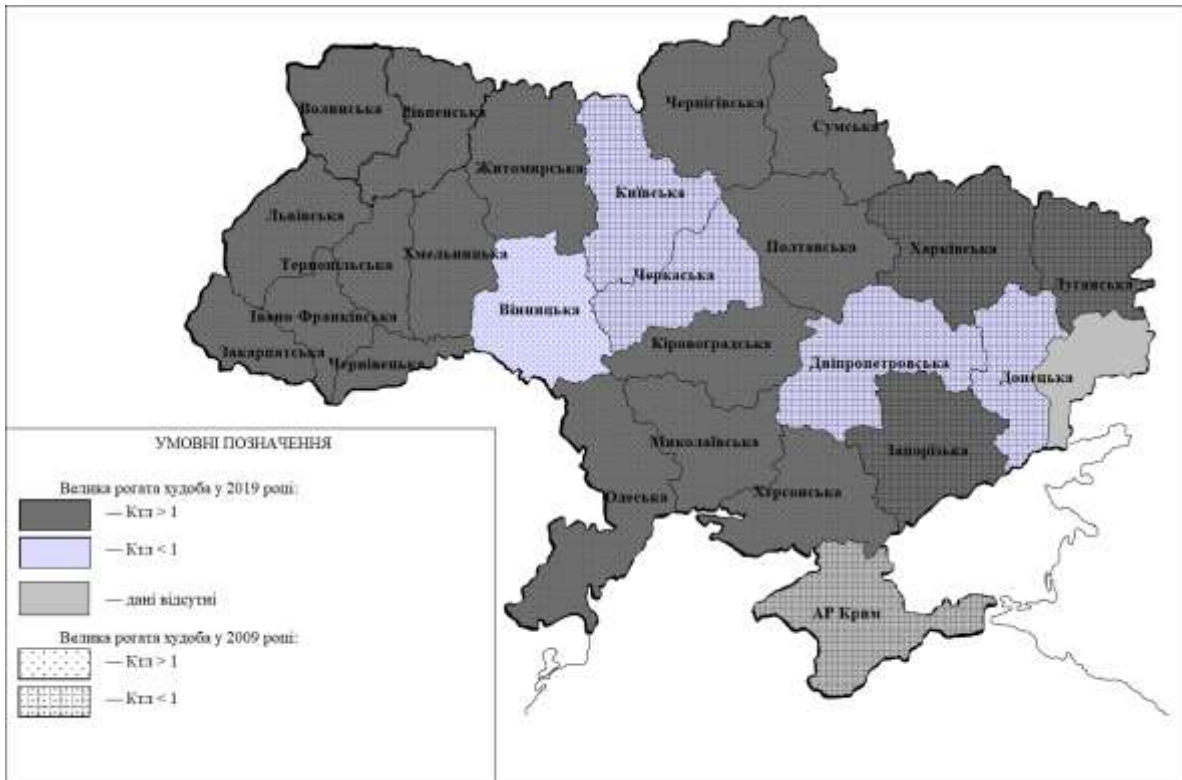 Волинська
Рівненська
Житомирська
Чернігівська
Сумська
Київська
Львівська
Тернопільська
Хмельницька
Черкаська
Полтавська
Харківська
Луганська
Вінницька
Івано-Франківська
Закарпатська
Чернівецька
Кіровоградська
Дніпропетровська
Донецька
Миколаївська
Запорізька
Одеська
Херсонська
АР Крим
УМОВНІ ПОЗНАЧЕННЯ
Велика рогата худоба у 2019 році:
— Ктл > 1
— Ктл < 1
— дані відсутні
Велика рогата худоба у 2009 році:
— Ктл > 1
— Ктл < 1